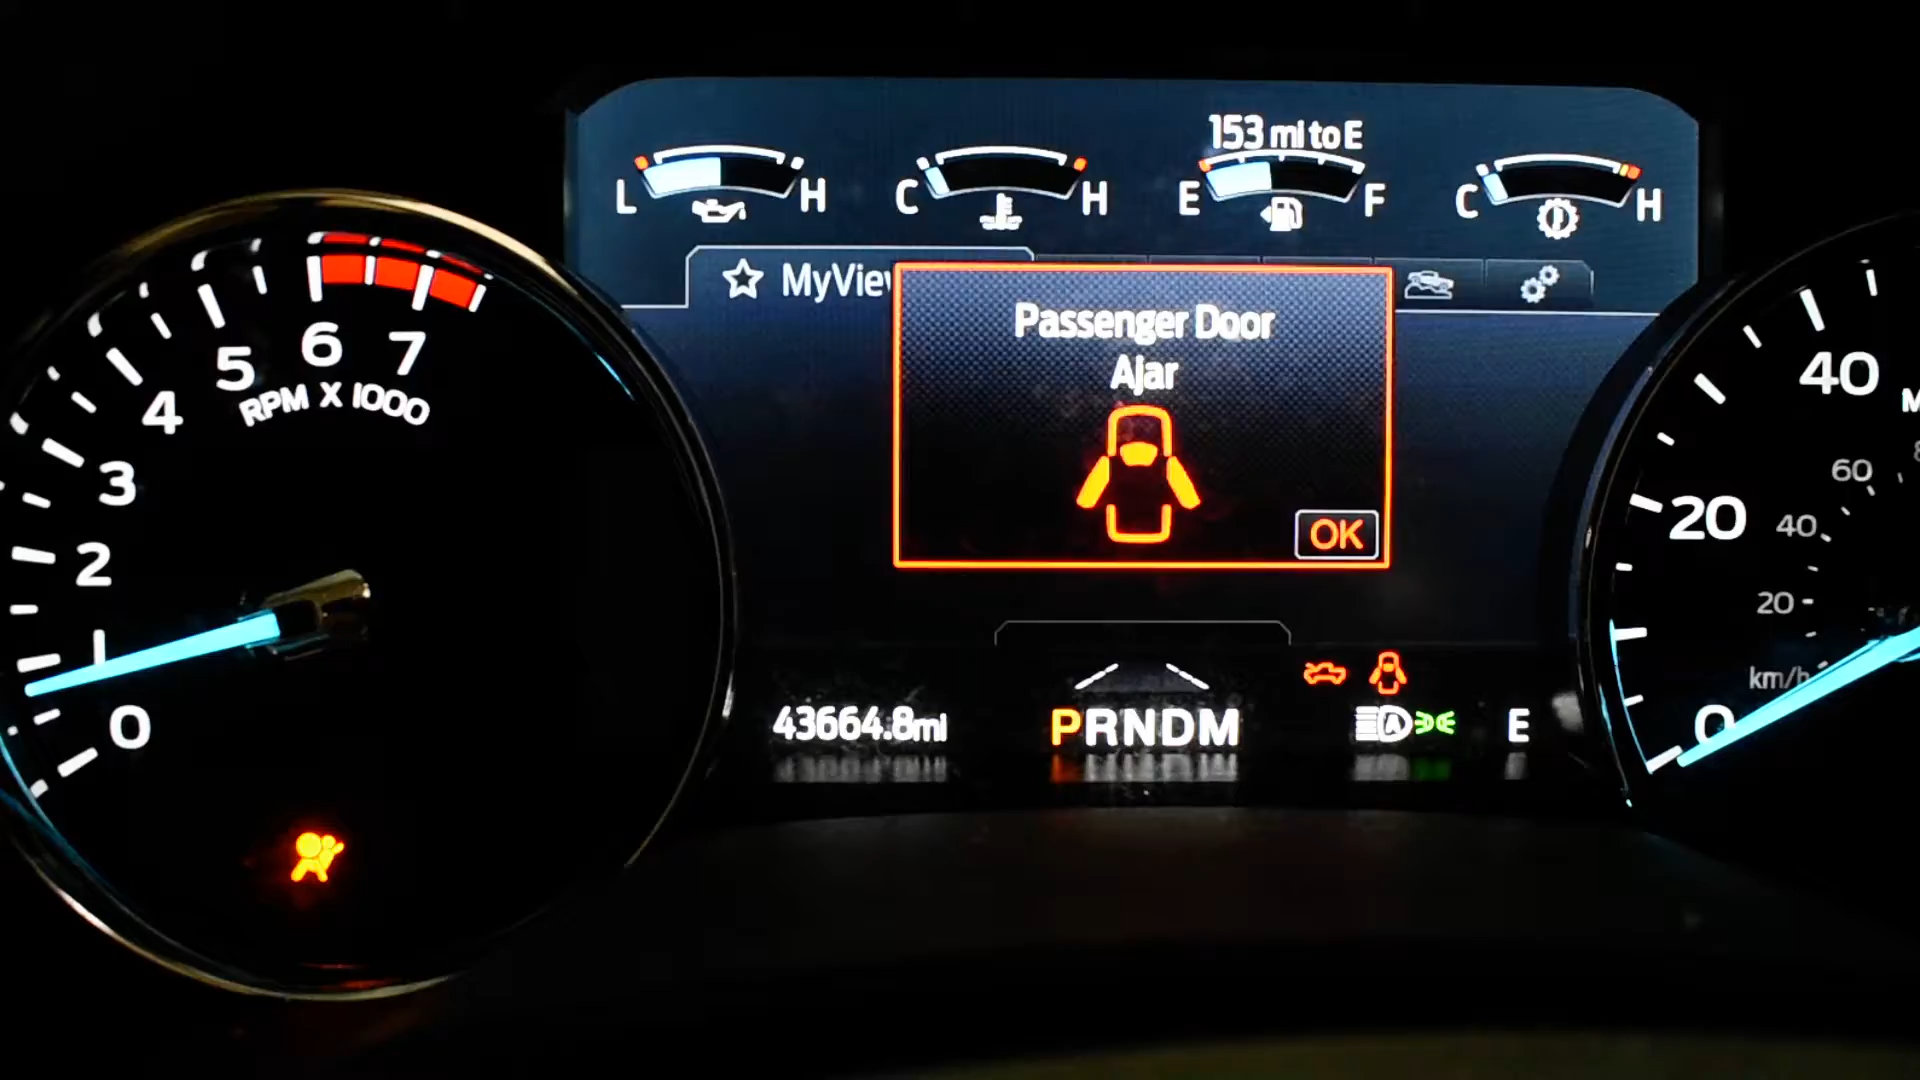 153 mi to E
L H C H E F C H
MyView
Passenger Door
Ajar
OK
7
6
5
4
3
2
1
0
RPM X 1000
40
20
0
60
40
20
km/h
43664.8mi
PRNDM
A
E